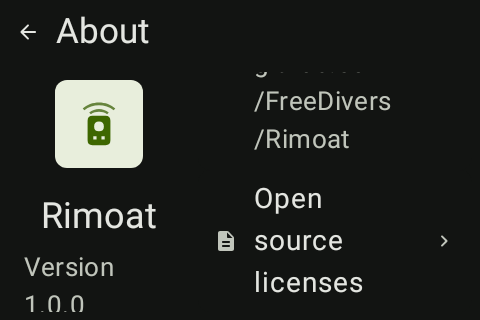 About
Rimoat
Version
1.0.0
/FreeDivers
/Rimoat
Open
source
licenses